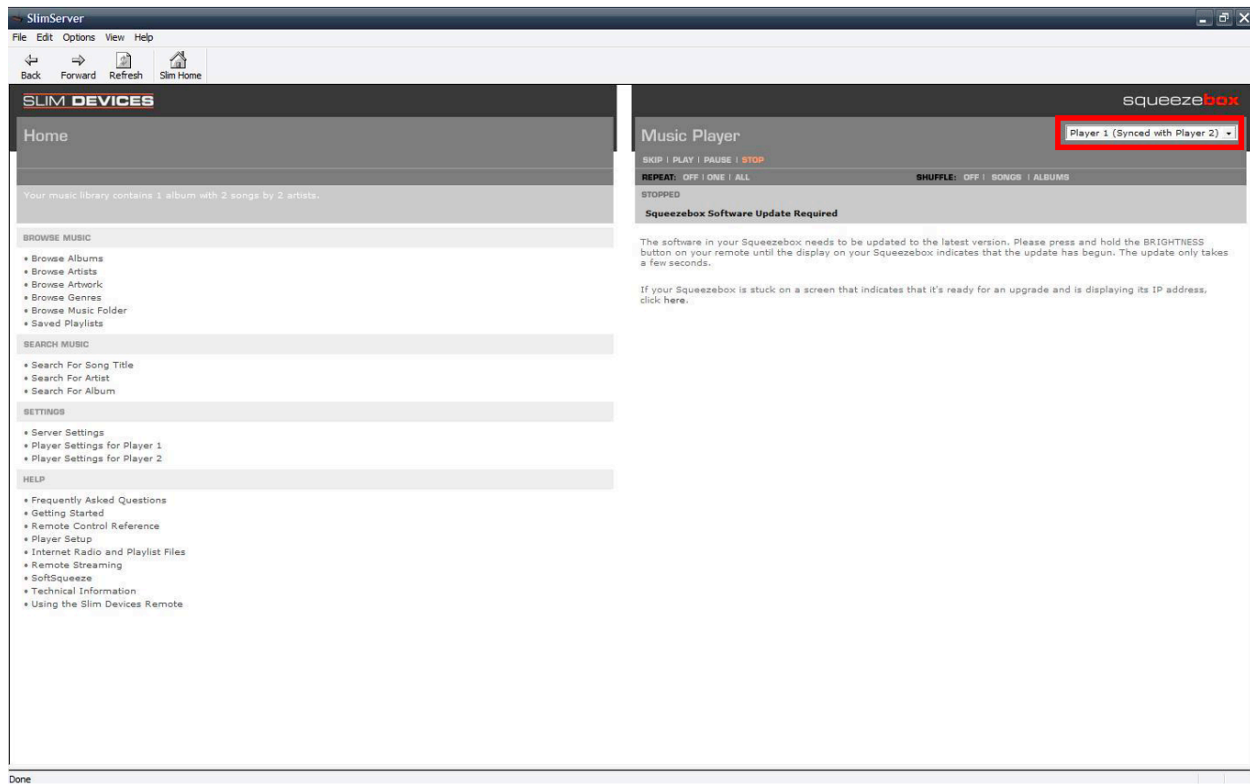 SlimServer
File Edit Options View Help
Back Forward Refresh Slim Home
SLIM DEVICES
squeezebox
Home
Music Player
Player 1 (Synced with Player 2)
SKIP | PLAY | PAUSE | STOP
REPEAT: OFF | ONE | ALL
SHUFFLE: OFF | SONGS | ALBUMS
Your music library contains 1 album with 2 songs by 2 artists.
STOPPED
Squeezebox Software Update Required
The software in your Squeezebox needs to be updated to the latest version. Please press and hold the BRIGHTNESS
button on your remote until the display on your Squeezebox indicates that the update has begun. The update only takes
a few seconds.
If your Squeezebox is stuck on a screen that indicates that it's ready for an upgrade and is displaying its IP address,
click here.
BROWSE MUSIC
• Browse Albums
• Browse Artists
• Browse Artwork
• Browse Genres
• Browse Music Folder
• Saved Playlists
SEARCH MUSIC
• Search For Song Title
• Search For Artist
• Search For Album
SETTINGS
• Server Settings
• Player Settings for Player 1
• Player Settings for Player 2
HELP
• Frequently Asked Questions
• Getting Started
• Remote Control Reference
• Player Setup
• Internet Radio and Playlist Files
• Remote Streaming
• SoftSqueeze
• Technical Information
• Using the Slim Devices Remote
Done